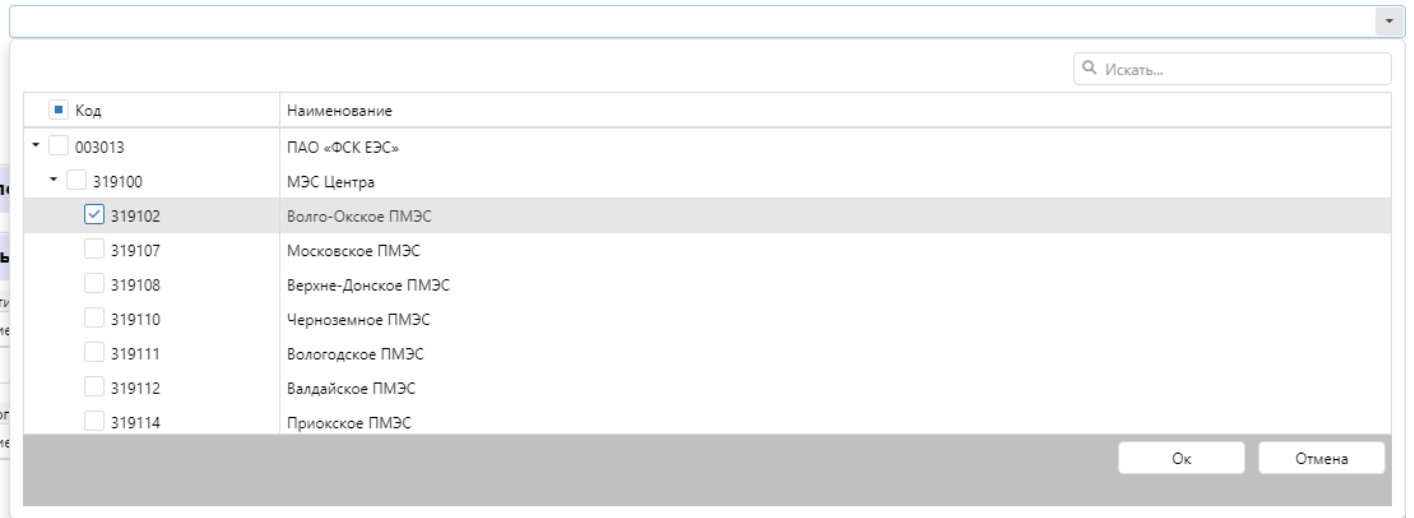 Искать...
Код Наименование
003013 ПАО «ФСК ЕЭС»
319100 МЭС Центра
319102 Волго-Окское ПМЭС
319107 Московское ПМЭС
319108 Верхне-Донское ПМЭС
319110 Черноземное ПМЭС
319111 Вологодское ПМЭС
319112 Валдайское ПМЭС
319114 Приокское ПМЭС
Ок Отмена